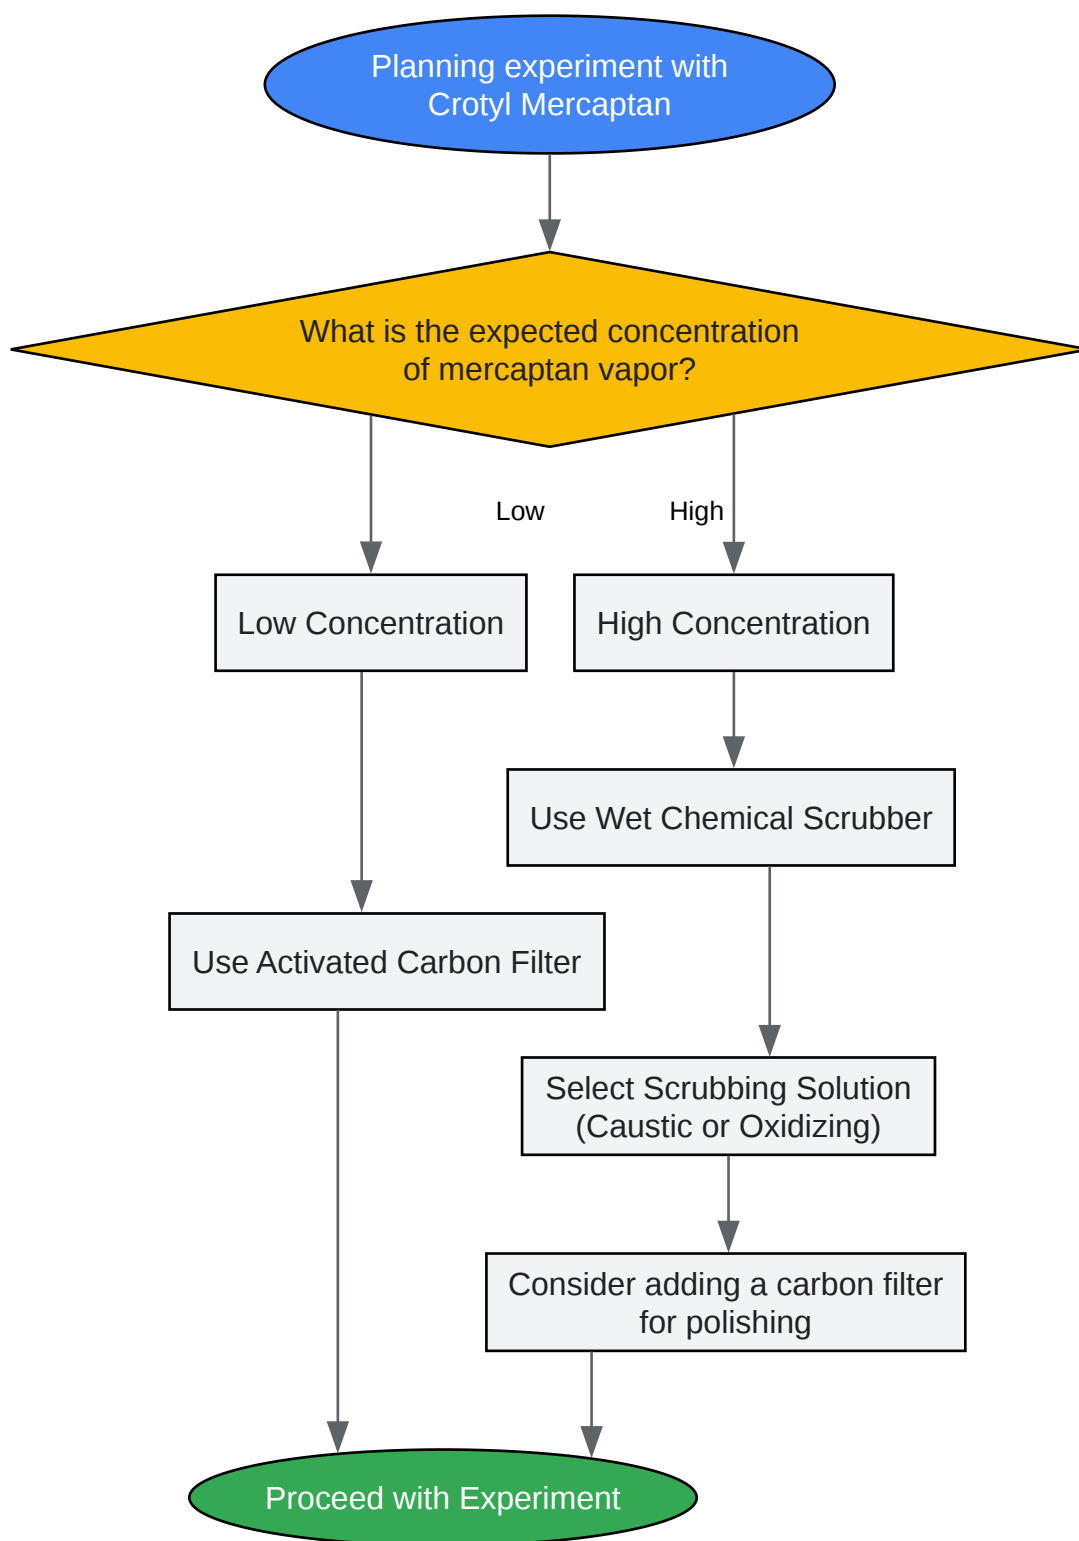 Planning experiment with
Crotyl Mercaptan
What is the expected concentration
of mercaptan vapor?
Low
High
Low Concentration
High Concentration
Use Wet Chemical Scrubber
Use Activated Carbon Filter
Select Scrubbing Solution
(Caustic or Oxidizing)
Consider adding a carbon filter
for polishing
Proceed with Experiment